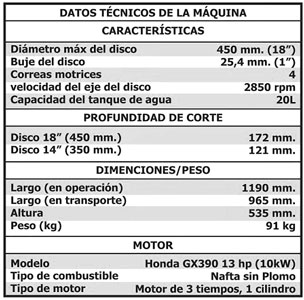 DATOS TÉCNICOS DE LA MÁQUINA
CARACTERÍSTICAS
Diámetro máx del disco 450 mm. (18”)
Buje del disco 25,4 mm. (1”)
Correas motrices 4
velocidad del eje del disco 2850 rpm
Capacidad del tanque de agua 20L
PROFUNDIDAD DE CORTE
Disco 18” (450 mm.) 172 mm.
Disco 14” (350 mm.) 121 mm.
DIMENCIONES/PESO
Largo (en operación) 1190 mm.
Largo (en transporte) 965 mm.
Altura 535 mm.
Peso (kg) 91 kg
MOTOR
Modelo Honda GX390 13 hp (10kW)
Tipo de combustible Nafta sin Plomo
Tipo de motor Motor de 3 tiempos, 1 cilindro